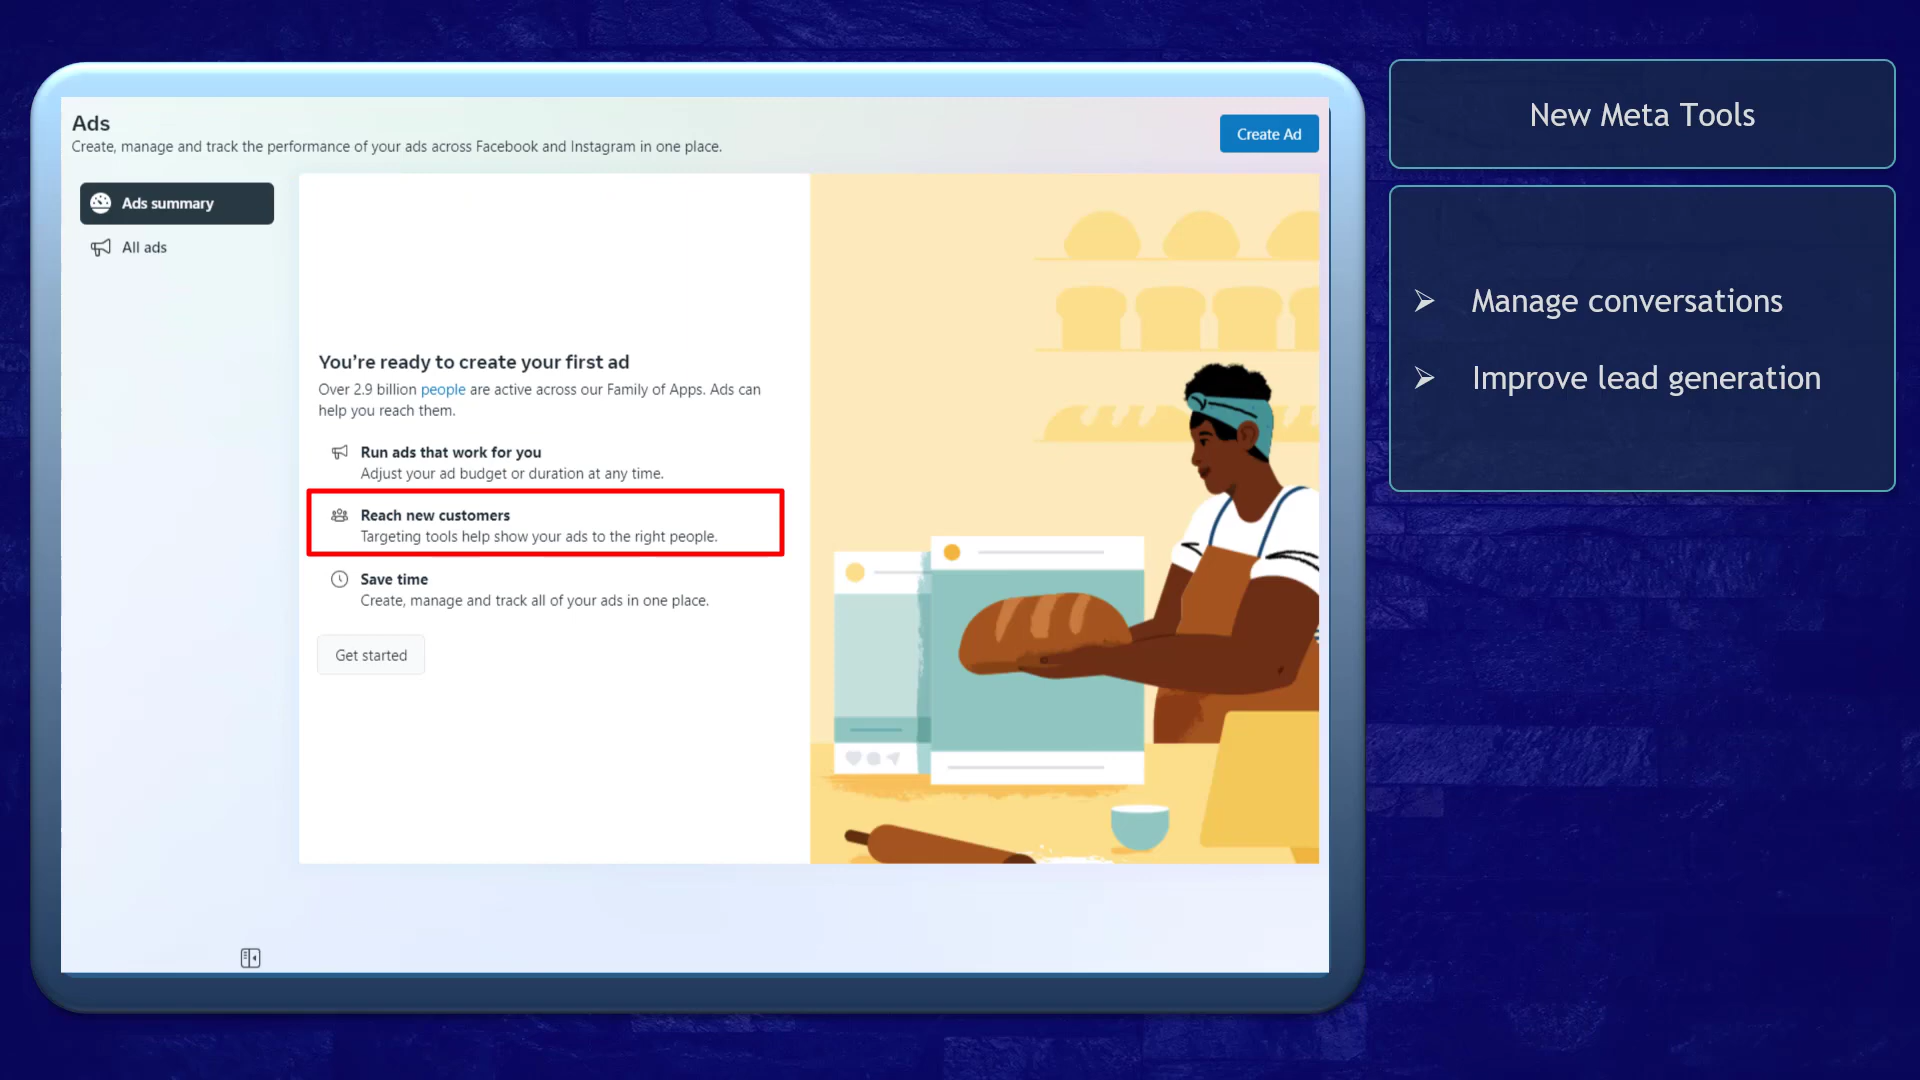 Ads
Create, manage and track the performance of your ads across Facebook and Instagram in one place.
Create Ad
Ads summary
All ads
You’re ready to create your first ad
Over 2.9 billion people are active across our Family of Apps. Ads can
help you reach them.
Run ads that work for you
Adjust your ad budget or duration at any time.
Reach new customers
Targeting tools help show your ads to the right people.
Save time
Create, manage and track all of your ads in one place.
Get started
New Meta Tools
➢ Manage conversations
➢ Improve lead generation